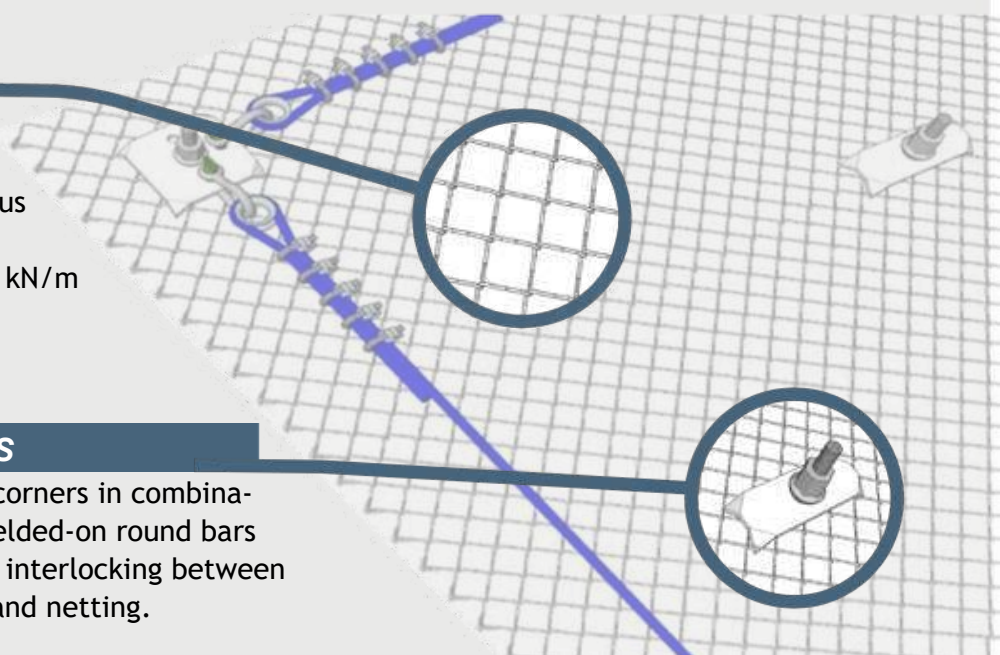 us
kN/m
S
corners in combina-
elded-on round bars
interlocking between
and netting.